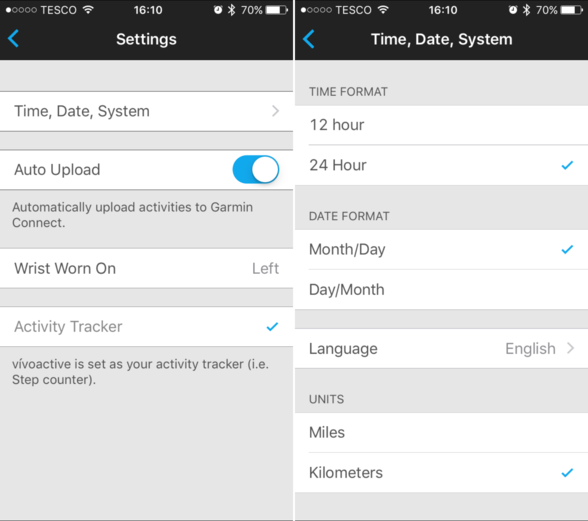 TESCO 16:10 70%
Settings
Time, Date, System
Auto Upload
Automatically upload activities to Garmin
Connect.
Wrist Worn On Left
Activity Tracker
vívoactive is set as your activity tracker (i.e.
Step counter).
TESCO 16:10 70%
Time, Date, System
TIME FORMAT
12 hour
24 Hour
DATE FORMAT
Month/Day
Day/Month
Language English
UNITS
Miles
Kilometers